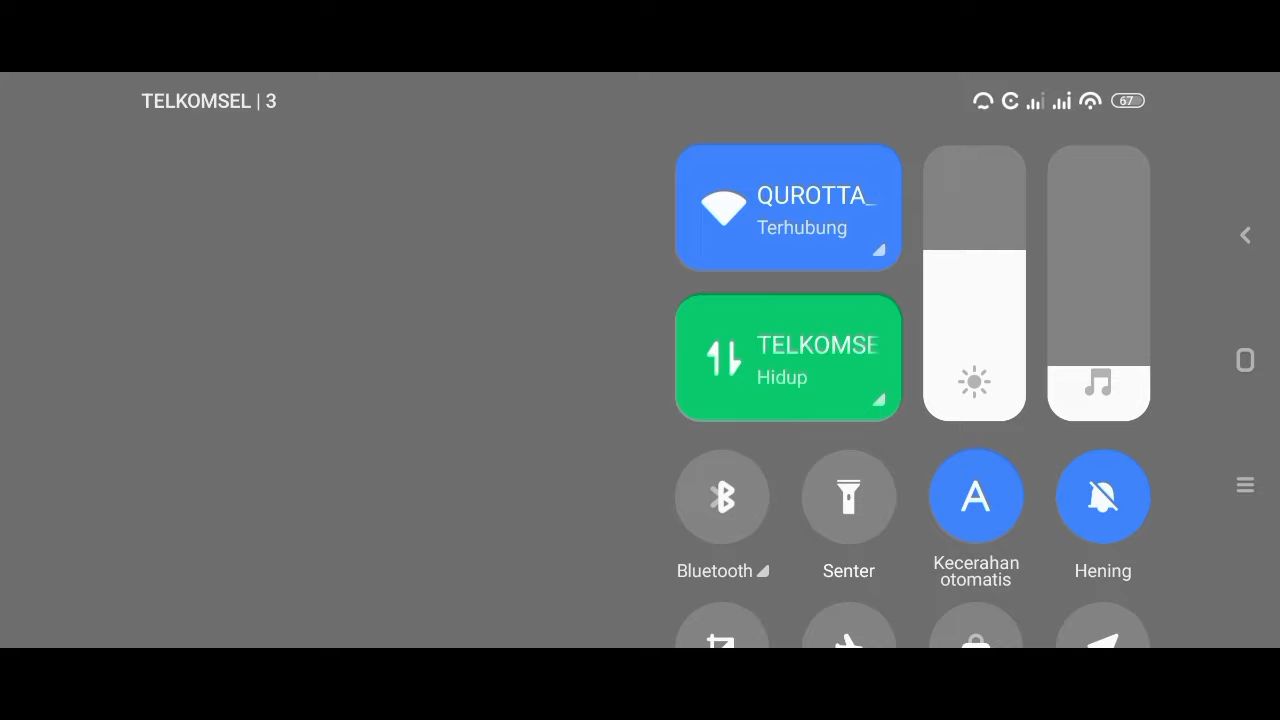 TELKOMSEL | 3
67
QUROTTA_
Terhubung
TELKOMSE
Hidup
A
Bluetooth
Senter
Kecerahan
otomatis
Hening